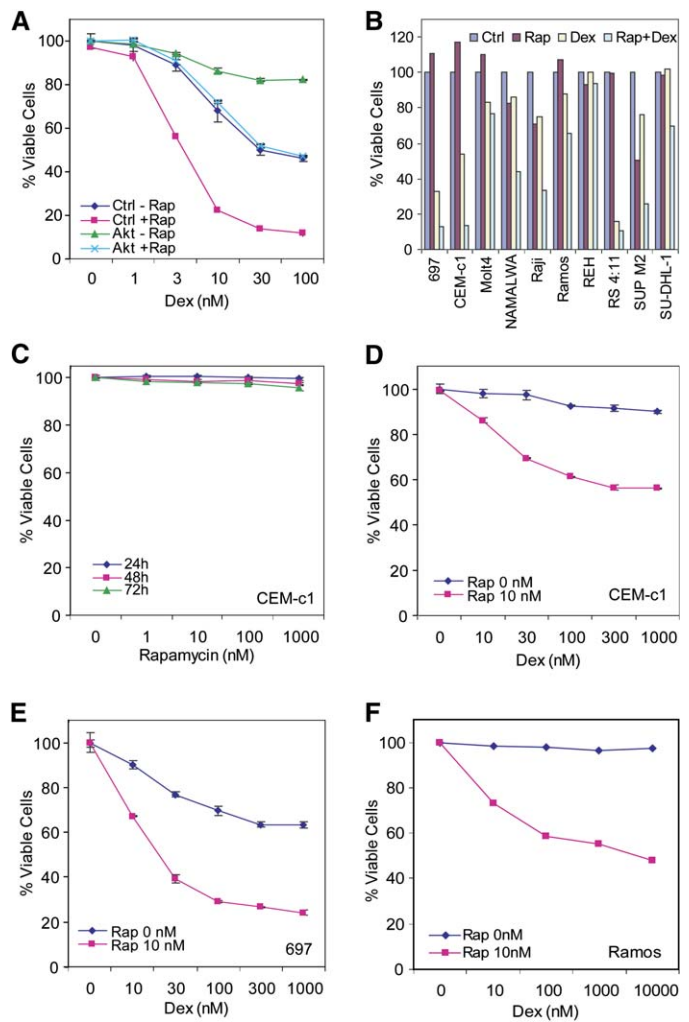 A
120
100
80
60
40
20
0
% Viable Cells
Ctrl - Rap
Ctrl +Rap
Akt - Rap
Akt +Rap
0 1 3 10 30 100
Dex (nM)
B
Ctrl Rap Dex Rap+Dex
120
100
80
60
40
20
0
% Viable Cells
697
CEM-c1
Molt4
NAMALWA
Raji
Ramos
REH
RS 4:11
SUP M2
SU-DHL-1
C
100
80
60
40
20
0
% Viable Cells
24h
48h
72h
CEM-c1
0 1 10 100 1000
Rapamycin (nM)
D
100
80
60
40
20
0
% Viable Cells
Rap 0 nM
Rap 10 nM
CEM-c1
0 10 30 100 300 1000
Dex (nM)
E
100
80
60
40
20
0
% Viable Cells
Rap 0 nM
Rap 10 nM
697
0 10 30 100 300 1000
Dex (nM)
F
100
80
60
40
20
0
% Viable Cells
Rap 0nM
Rap 10nM
Ramos
0 10 100 1000 10000
Dex (nM)